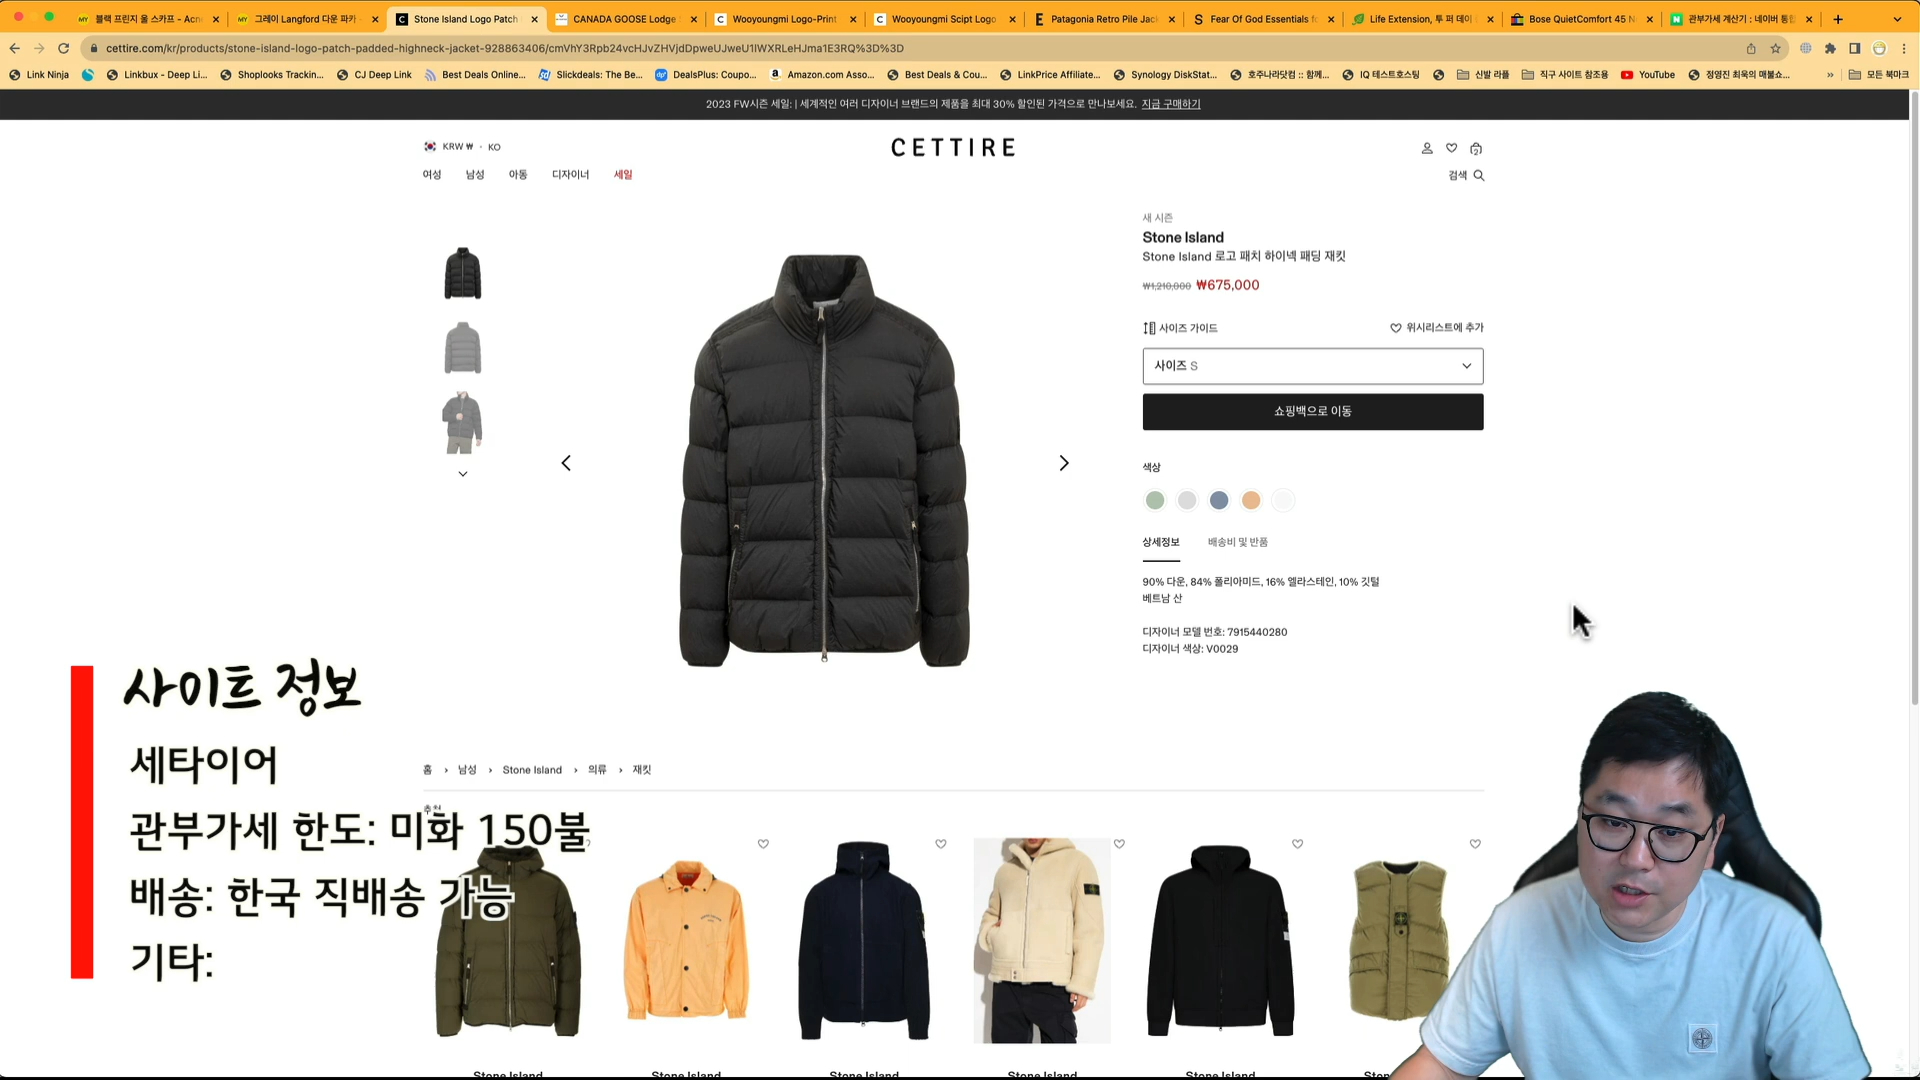 블랙 프린지 울 스카프 - Acn
그레이 Langford 다운 파카 -
Stone Island Logo Patch
CANADA GOOSE Lodge
Wooyoungmi Logo-Print
Wooyoungmi Scipt Logo
Patagonia Retro Pile Jac
Fear Of God Essentials fo
Life Extension, 투 퍼 데이
Bose QuietComfort 45 N
관부가세 계산기 : 네이버 통합
cettire.com/kr/products/stone-island-logo-patch-padded-highneck-jacket-928863406/cmVhY3Rpb24vcHJvZHVjdDpweUJweU1lWXRLeHJma1E3RQ%3D%3D
Link Ninja
Linkbux - Deep Li...
Shoplooks Trackin...
CJ Deep Link
Best Deals Online...
Slickdeals: The Be...
DealsPlus: Coupo...
Amazon.com Asso...
Best Deals & Cou...
LinkPrice Affiliate...
Synology DiskStat...
호주나라닷컴 :: 함께...
IQ 테스트호스팅
신발 라플
직구 사이트 참조용
YouTube
정영진 최욱의 매불쇼...
모든 북마크
2023 FW시즌 세일: | 세계적인 여러 디자이너 브랜드의 제품을 최대 30% 할인된 가격으로 만나보세요. 지금 구매하기
KRW ₩ · KO
CETTIRE
2
여성 남성 아동 디자이너 세일
검색
새 시즌
Stone Island
Stone Island 로고 패치 하이넥 패딩 재킷
₩1,210,000 ₩675,000
사이즈 가이드
위시리스트에 추가
사이즈 S
쇼핑백으로 이동
색상
상세정보 배송비 및 반품
90% 다운, 84% 폴리아미드, 16% 엘라스테인, 10% 깃털
베트남 산
디자이너 모델 번호: 7915440280
디자이너 색상: V0029
사이트 정보
세타이어
관부가세 한도: 미화 150불
배송: 한국 직배송 가능
기타:
홈 › 남성 › Stone Island › 의류 › 재킷
추천
Stone Island
Stone Island
Stone Island
Stone Island
Stone Island